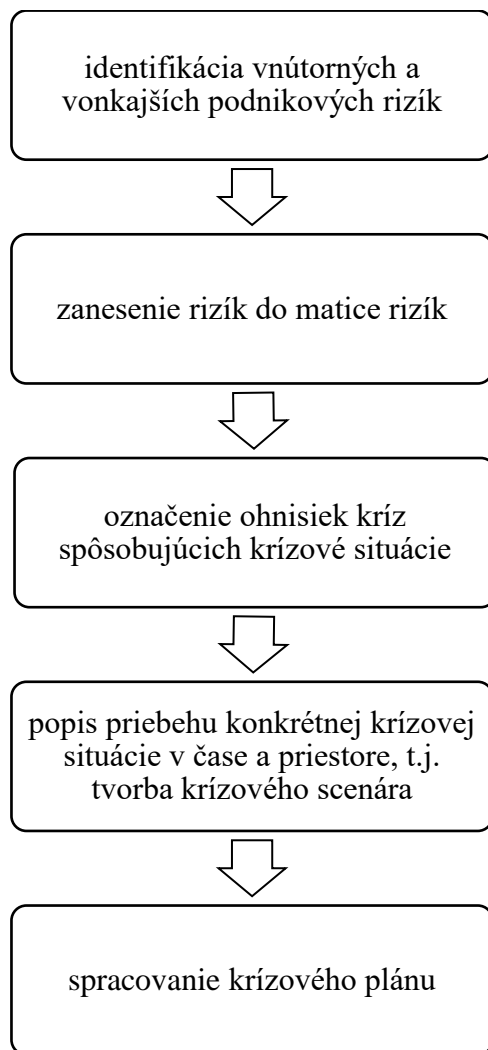 identifikácia vnútorných a
vonkajších podnikových rizík
zanesenie rizík do matice rizík
označenie ohnisiek kríz
spôsobujúcich krízové situácie
popis priebehu konkrétnej krízovej
situácie v čase a priestore, t.j.
tvorba krízového scenára
spracovanie krízového plánu